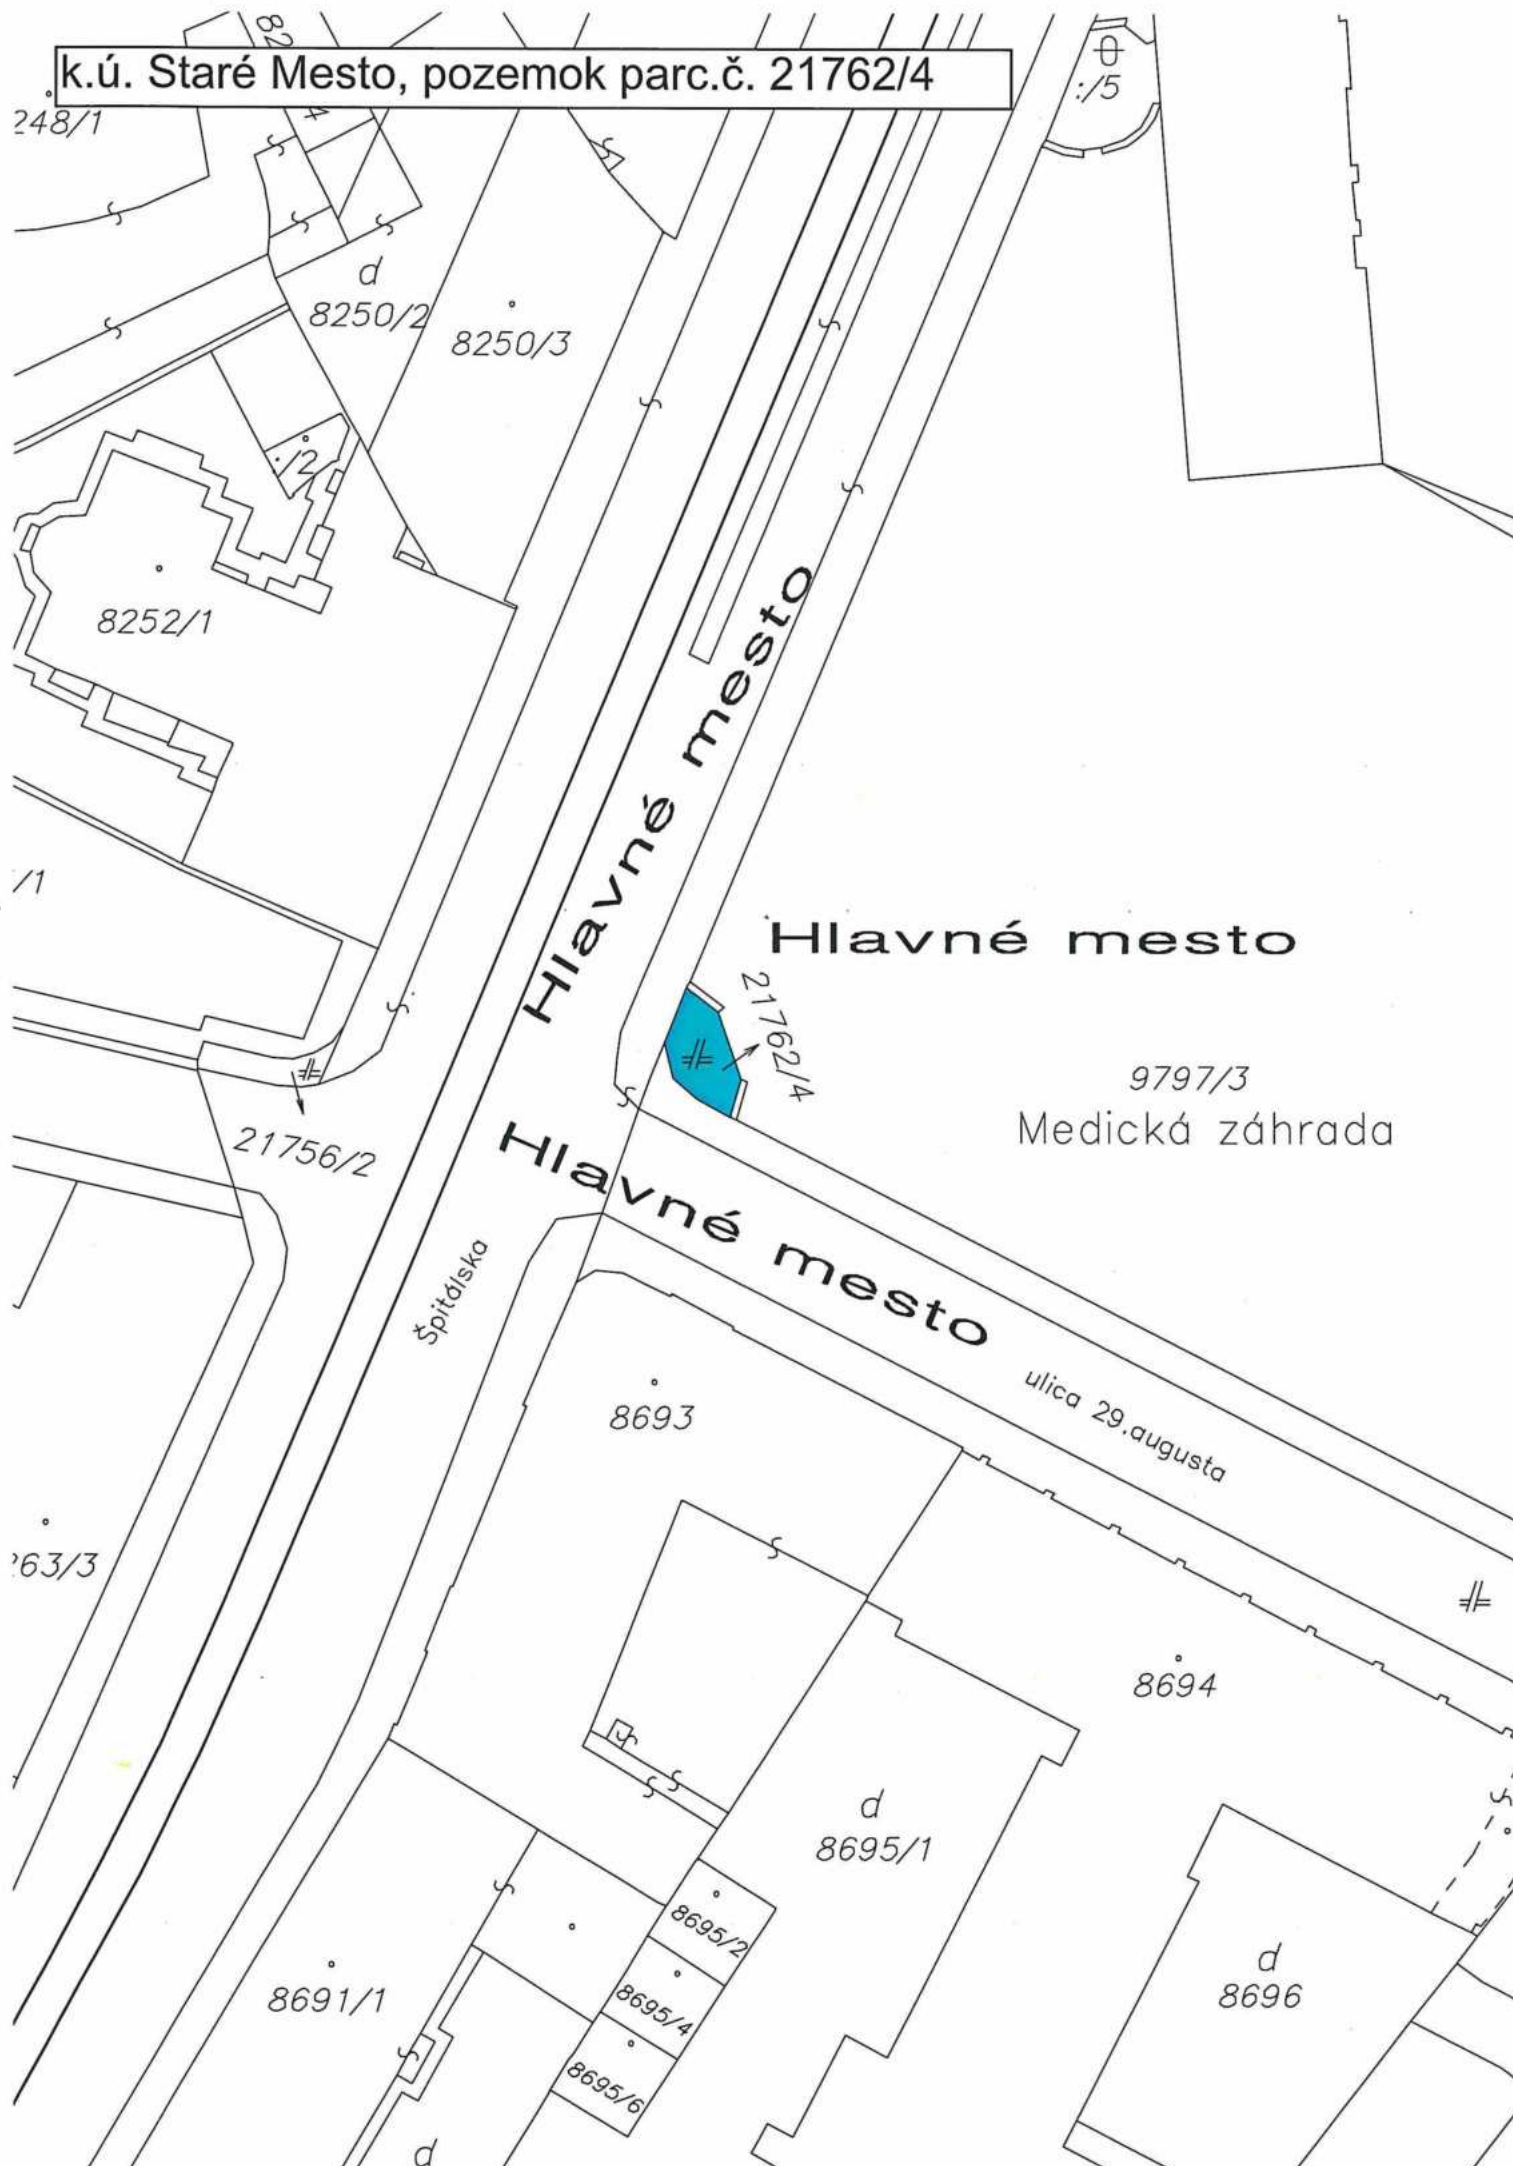 k.ú. Staré Mesto, pozemok parc.č. 21762/4
:/5
248/1
d
8250/2
8250/3
:/2
8252/1
/1
Hlavné mesto
Hlavné mesto
21762/4
9797/3
Medická záhrada
21756/2
Hlavné mesto
Špitálska
ulica 29.augusta
8693
263/3
8694
d
8695/1
8695/2
8695/4
8695/6
8691/1
d
8696
d